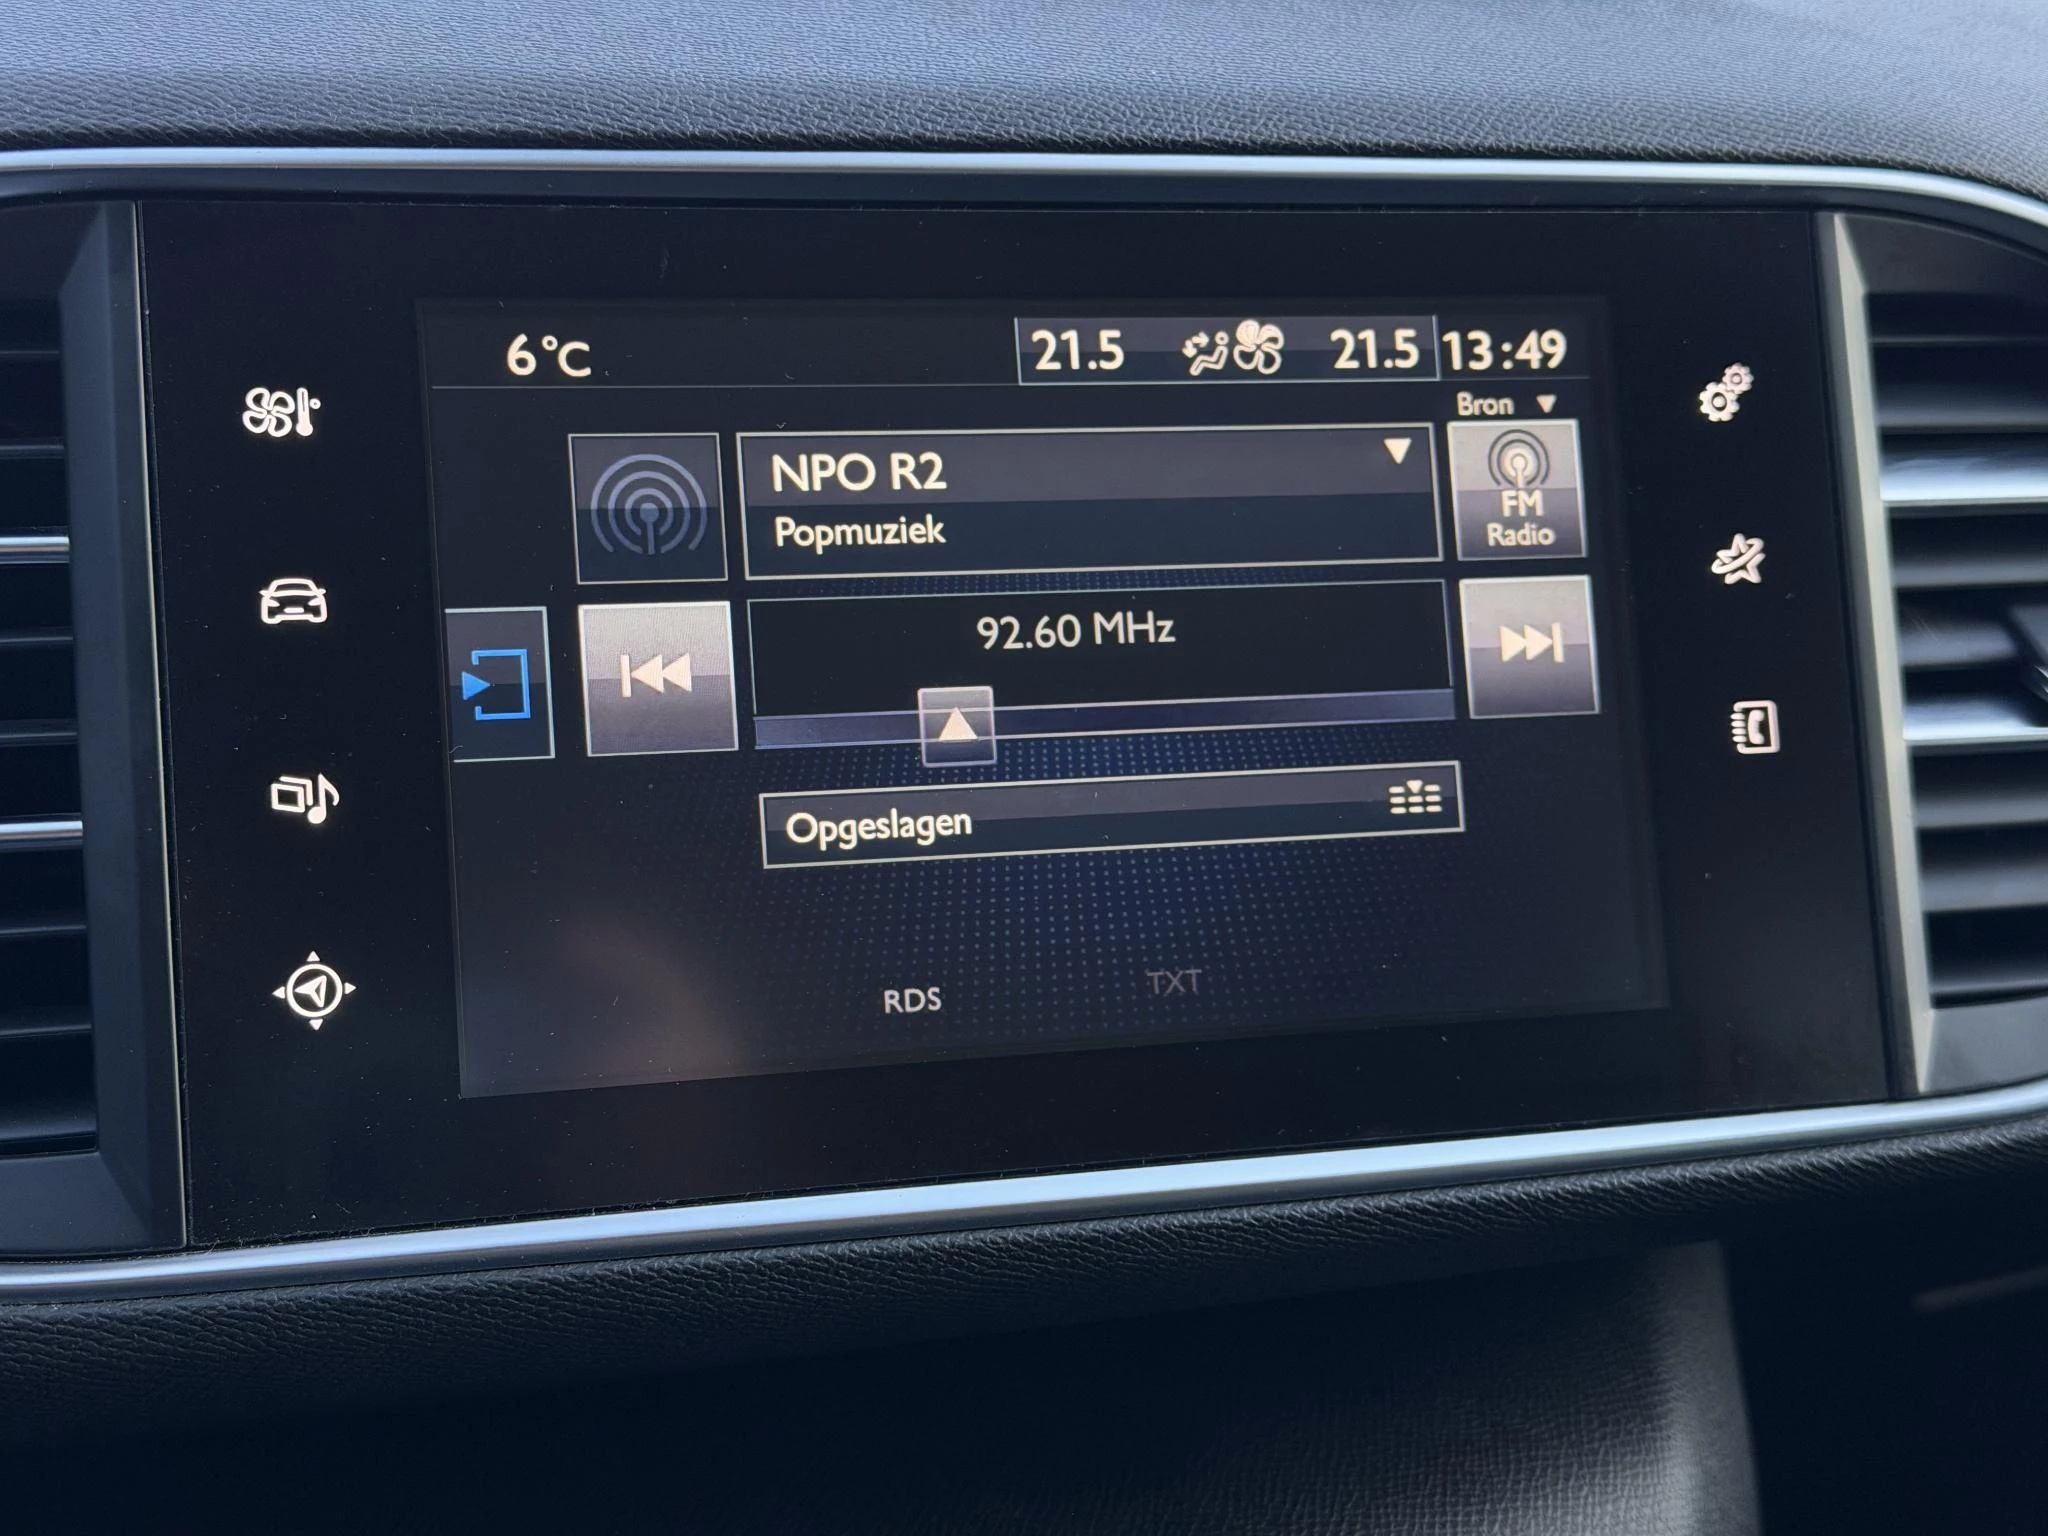 6°C 21.5 21.5 13:49
Bron
NPO R2
Popmuziek
FM
Radio
92.60 MHz
Opgeslagen
RDS TXT